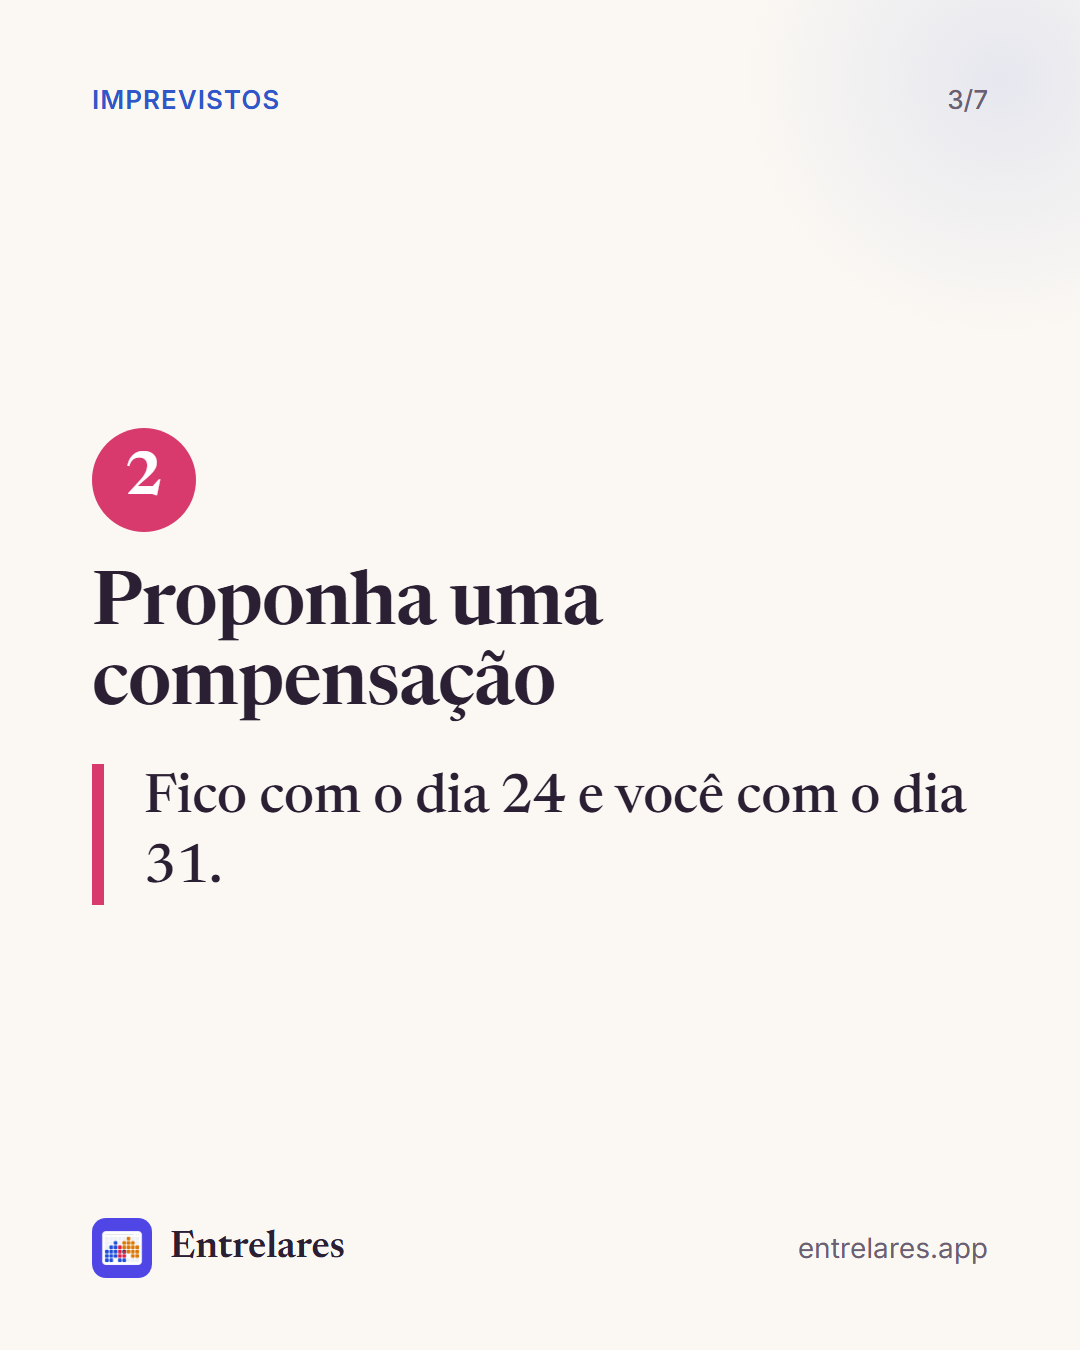 IMPREVISTOS
3/7
2
Proponha uma
compensação
Fico com o dia 24 e você com o dia
31.
Entrelares
entrelares.app